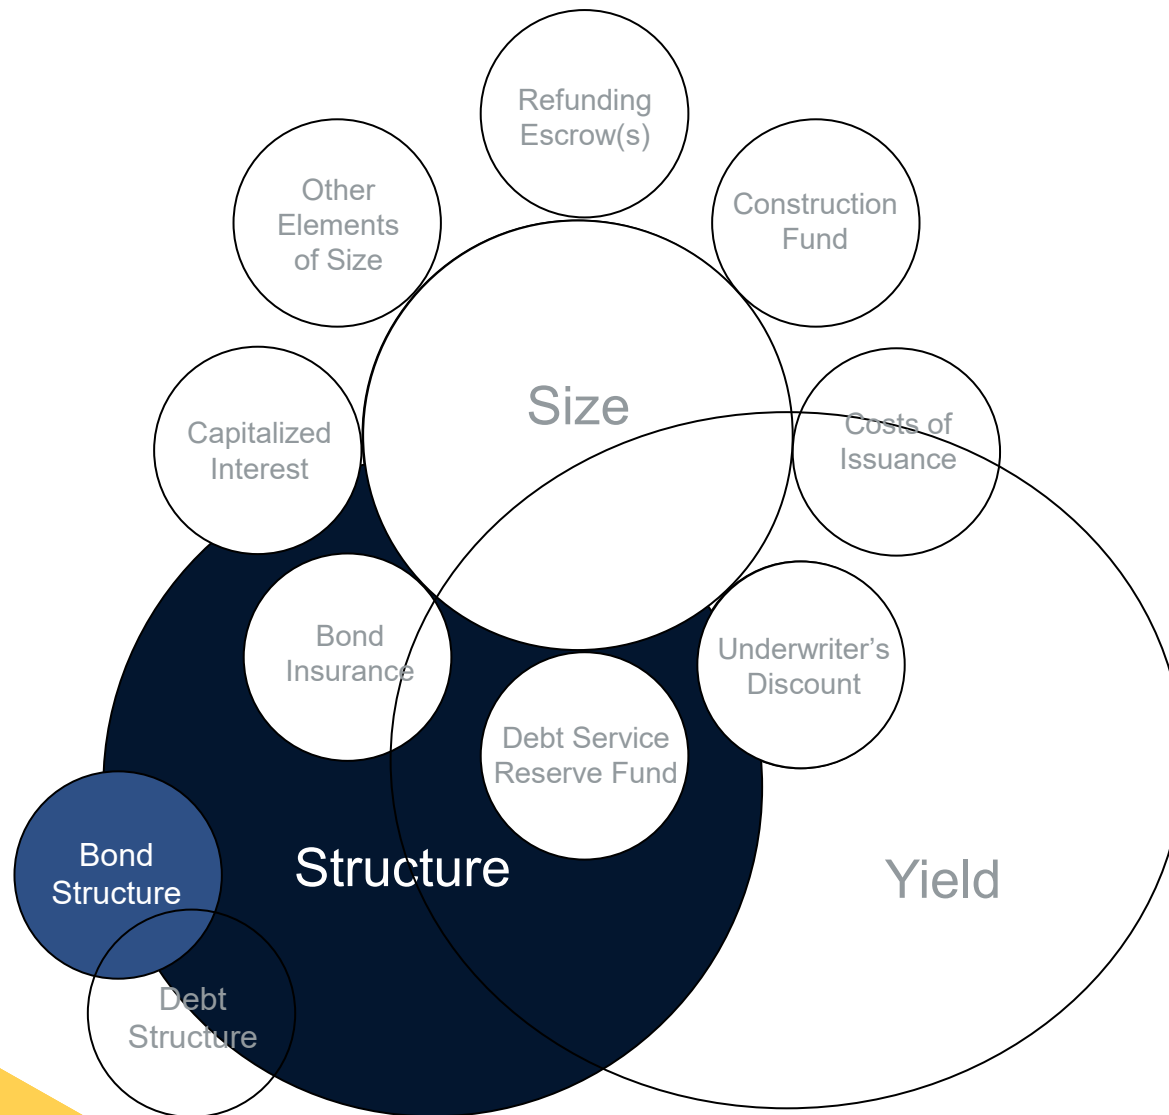 Refunding
Escrow(s)
Other
Elements
of Size
Construction
Fund
Size
Capitalized
Interest
Costs of
Issuance
Bond
Insurance
Underwriter’s
Discount
Debt Service
Reserve Fund
Bond
Structure
Structure
Yield
Debt
Structure